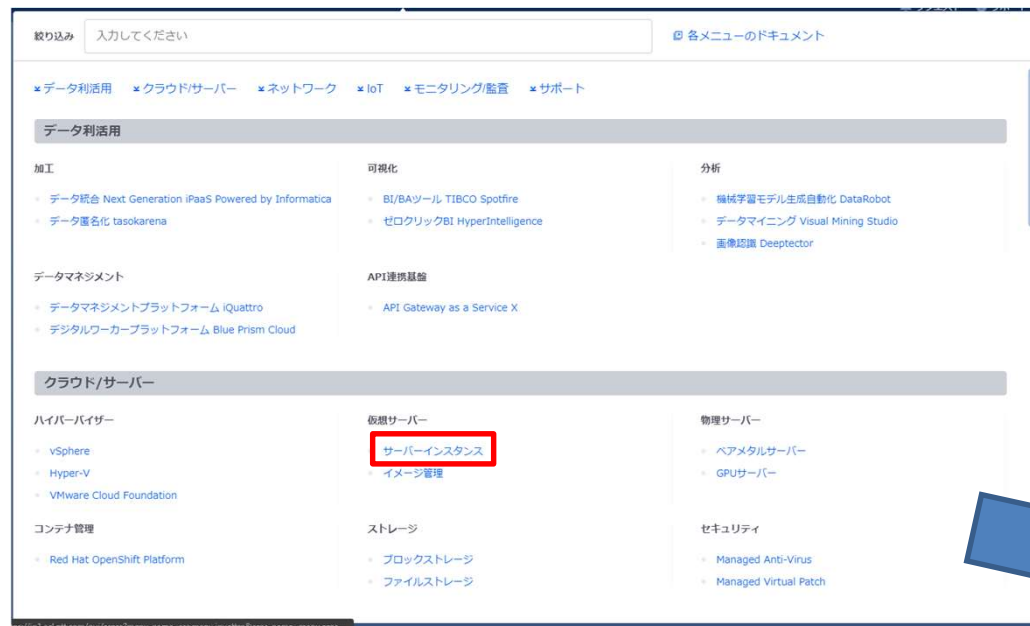 絞り込み 入力してください 各メニューのドキュメント
データ利活用 クラウド/サーバー ネットワーク IoT モニタリング/監査 サポート
データ利活用
加工 可視化 分析
データ統合 Next Generation iPaaS Powered by Informatica BI/BAツール TIBCO Spotfire 機械学習モデル生成自動化 DataRobot
データ匿名化 tasokarena ゼロクリックBI HyperIntelligence データマイニング Visual Mining Studio
画像認識 Deeptector
データマネジメント API連携基盤
データマネジメントプラットフォーム iQuattro API Gateway as a Service X
デジタルワーカープラットフォーム Blue Prism Cloud
クラウド/サーバー
ハイパーバイザー 仮想サーバー 物理サーバー
vSphere サーバーインスタンス ベアメタルサーバー
Hyper-V イメージ管理 GPUサーバー
VMware Cloud Foundation
コンテナ管理 ストレージ セキュリティ
Red Hat OpenShift Platform ブロックストレージ Managed Anti-Virus
ファイルストレージ Managed Virtual Patch